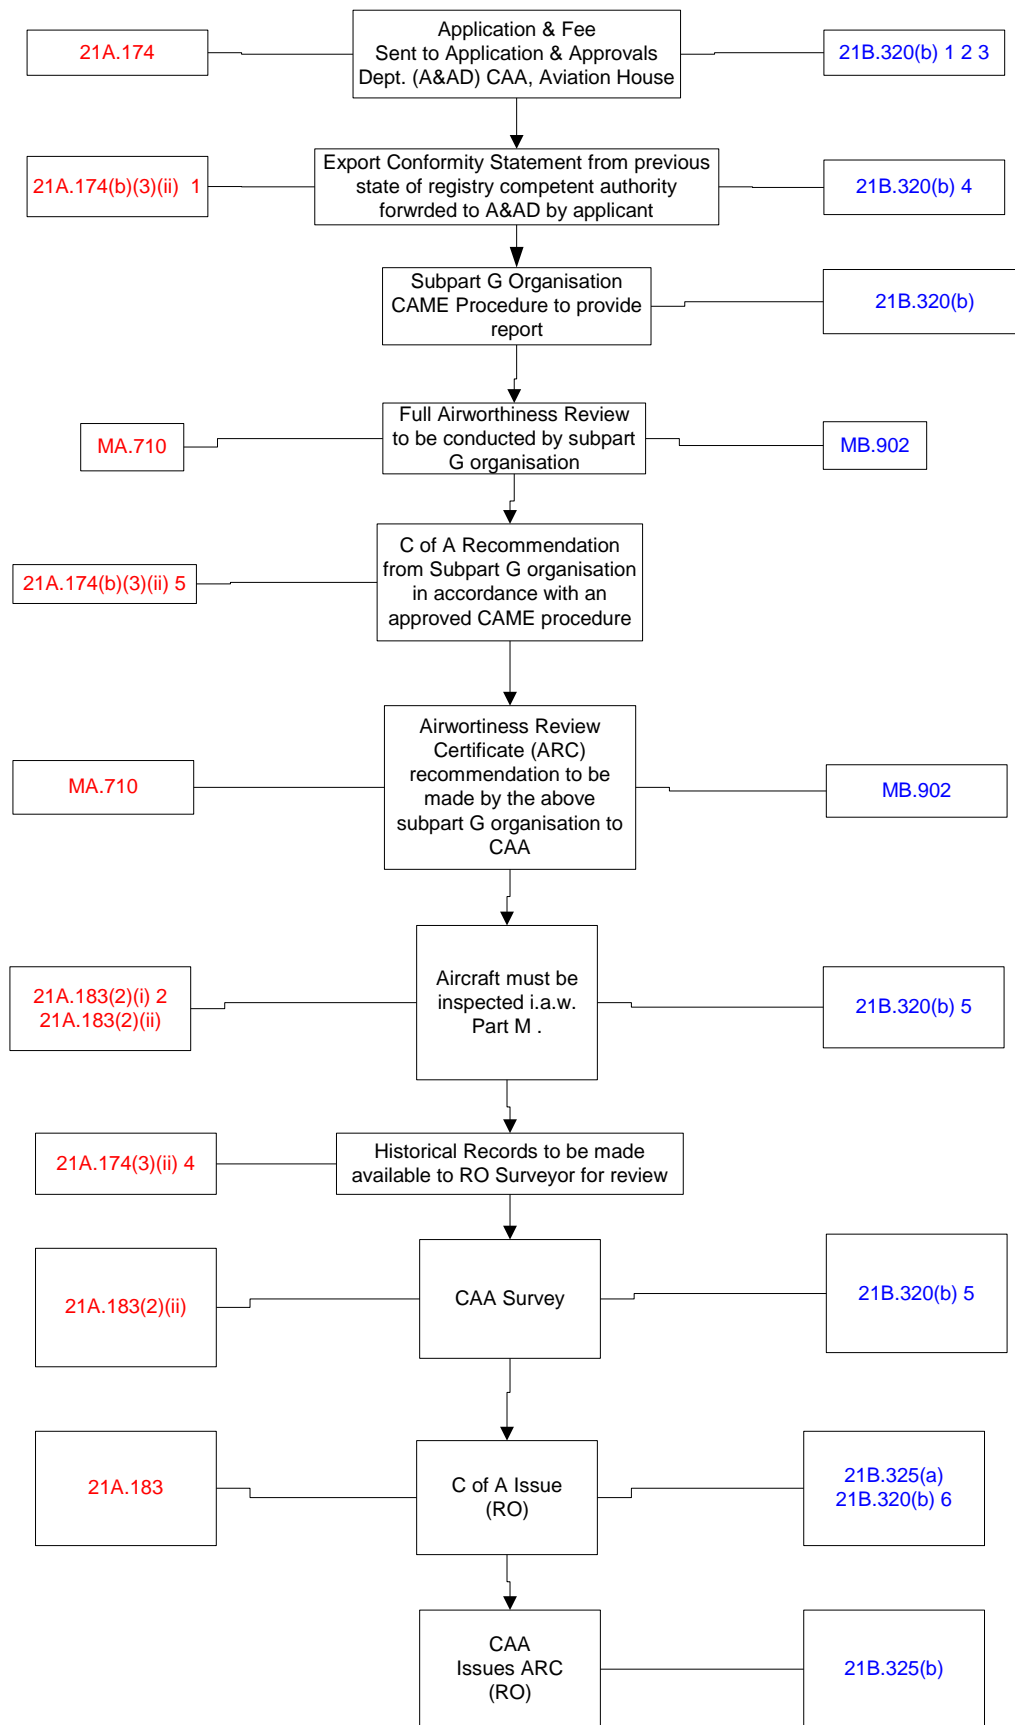 21A.174
Application & Fee
Sent to Application & Approvals
Dept. (A&AD) CAA, Aviation House
21B.320(b) 1 2 3
21A.174(b)(3)(ii)  1
Export Conformity Statement from previous
state of registry competent authority
forwrded to A&AD by applicant
21B.320(b) 4
Subpart G Organisation
CAME Procedure to provide
report
21B.320(b)
MA.710
Full Airworthiness Review
to be conducted by subpart
G organisation
MB.902
21A.174(b)(3)(ii) 5
C of A Recommendation
from Subpart G organisation
in accordance with an
approved CAME procedure
MA.710
Airwortiness Review
Certificate (ARC)
recommendation to be
made by the above
subpart G organisation to
CAA
MB.902
21A.183(2)(i) 2
21A.183(2)(ii)
Aircraft must be
inspected i.a.w.
Part M .
21B.320(b) 5
21A.174(3)(ii) 4
Historical Records to be made
available to RO Surveyor for review
21A.183(2)(ii)
CAA Survey
21B.320(b) 5
21A.183
C of A Issue
(RO)
21B.325(a)
21B.320(b) 6
CAA
Issues ARC
(RO)
21B.325(b)